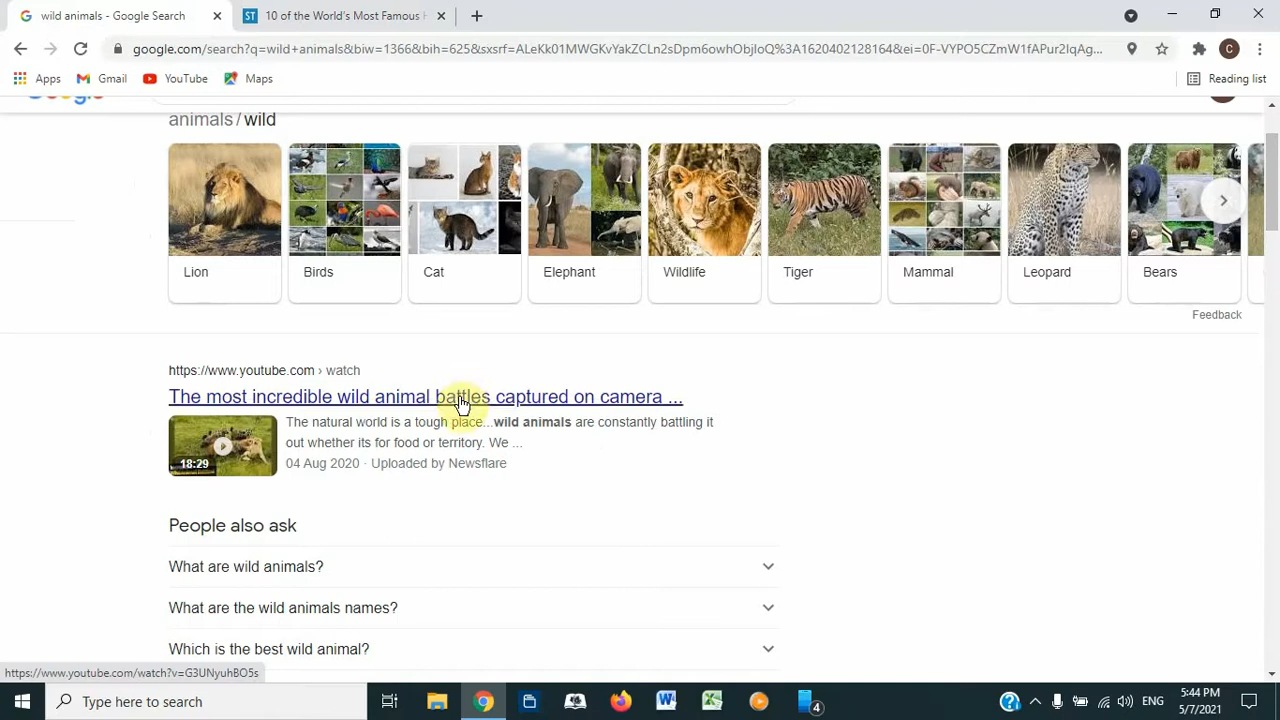 wild animals - Google Search
10 of the World's Most Famous H
google.com/search?q=wild+animals&biw=1366&bih=625&sxsrf=ALeKk01MWGKvYakZCLn2sDpm6owhObjIoQ%3A1620402128164&ei=0F-VYPO5CZmW1fAPur2IqAg...
C
Apps
Gmail
YouTube
Maps
Reading list
animals / wild
Lion
Birds
Cat
Elephant
Wildlife
Tiger
Mammal
Leopard
Bears
Feedback
https://www.youtube.com › watch
The most incredible wild animal battles captured on camera ...
18:29
The natural world is a tough place...wild animals are constantly battling it
out whether its for food or territory. We ...
04 Aug 2020 · Uploaded by Newsflare
People also ask
What are wild animals?
What are the wild animals names?
Which is the best wild animal?
https://www.youtube.com/watch?v=G3UNyuhBO5s
Type here to search
4
ENG
5:44 PM
5/7/2021